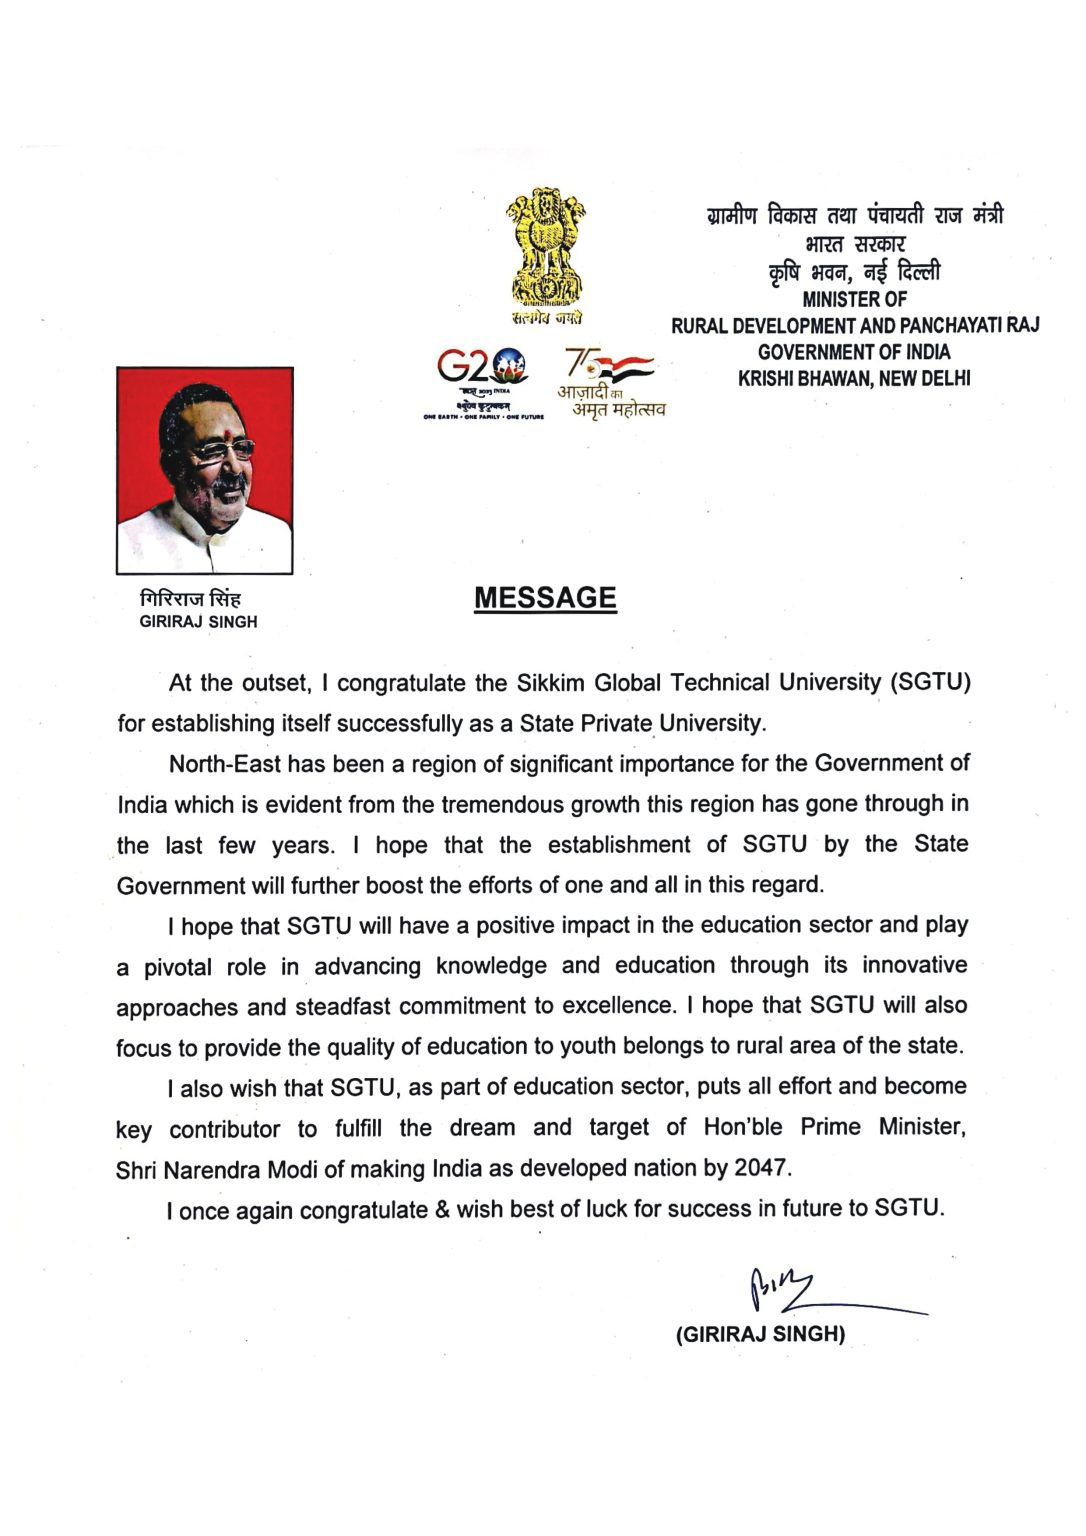 ग्रामीण विकास तथा पंचायती राज मंत्री
भारत सरकार
कृषि भवन, नई दिल्ली
MINISTER OF
RURAL DEVELOPMENT AND PANCHAYATI RAJ
GOVERNMENT OF INDIA
KRISHI BHAWAN, NEW DELHI
सत्यमेव जयते
G20
भारत 2023 INDIA
वसुधैव कुटुम्बकम्
ONE EARTH • ONE FAMILY • ONE FUTURE
75
आज़ादी का
अमृत महोत्सव
गिरिराज सिंह
GIRIRAJ SINGH
MESSAGE
At the outset, I congratulate the Sikkim Global Technical University (SGTU)
for establishing itself successfully as a State Private University.
North-East has been a region of significant importance for the Government of
India which is evident from the tremendous growth this region has gone through in
the last few years. I hope that the establishment of SGTU by the State
Government will further boost the efforts of one and all in this regard.
I hope that SGTU will have a positive impact in the education sector and play
a pivotal role in advancing knowledge and education through its innovative
approaches and steadfast commitment to excellence. I hope that SGTU will also
focus to provide the quality of education to youth belongs to rural area of the state.
I also wish that SGTU, as part of education sector, puts all effort and become
key contributor to fulfill the dream and target of Hon'ble Prime Minister,
Shri Narendra Modi of making India as developed nation by 2047.
I once again congratulate & wish best of luck for success in future to SGTU.
(GIRIRAJ SINGH)